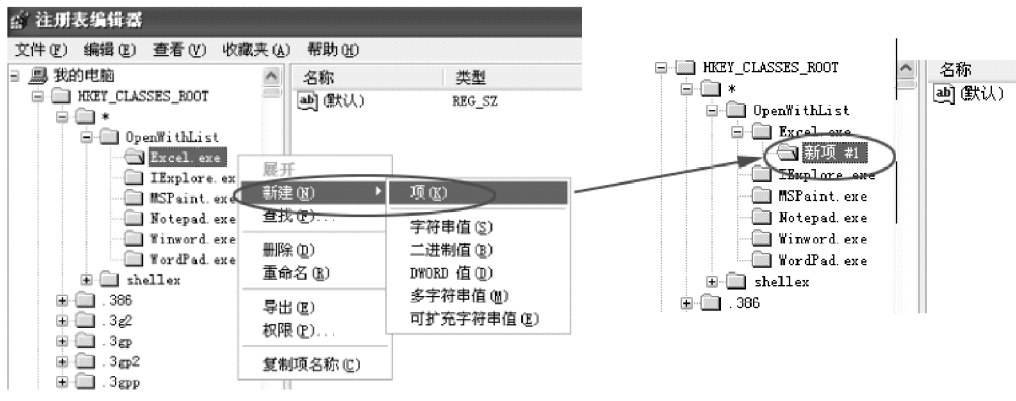 注册表编辑器
文件(F) 编辑(E) 查看(V) 收藏夹(A) 帮助(H)
我的电脑
HKEY_CLASSES_ROOT
*
OpenWithList
Excel.exe
IExplore.ex
MSPaint.exe
Notepad.exe
Winword.exe
WordPad.exe
shellex
.386
.3g2
.3gp
.3gp2
.3gpp
名称 类型
ab (默认) REG_SZ
展开
新建(N)
查找(F)...
删除(D)
重命名(R)
导出(E)
权限(P)...
复制项名称(C)
项(K)
字符串值(S)
二进制值(B)
DWORD 值(D)
多字符串值(M)
可扩充字符串值(E)
HKEY_CLASSES_ROOT
*
OpenWithList
Excel.exe
新项 #1
IExplore.exe
MSPaint.exe
Notepad.exe
Winword.exe
WordPad.exe
shellex
.386
名称
ab (默认)